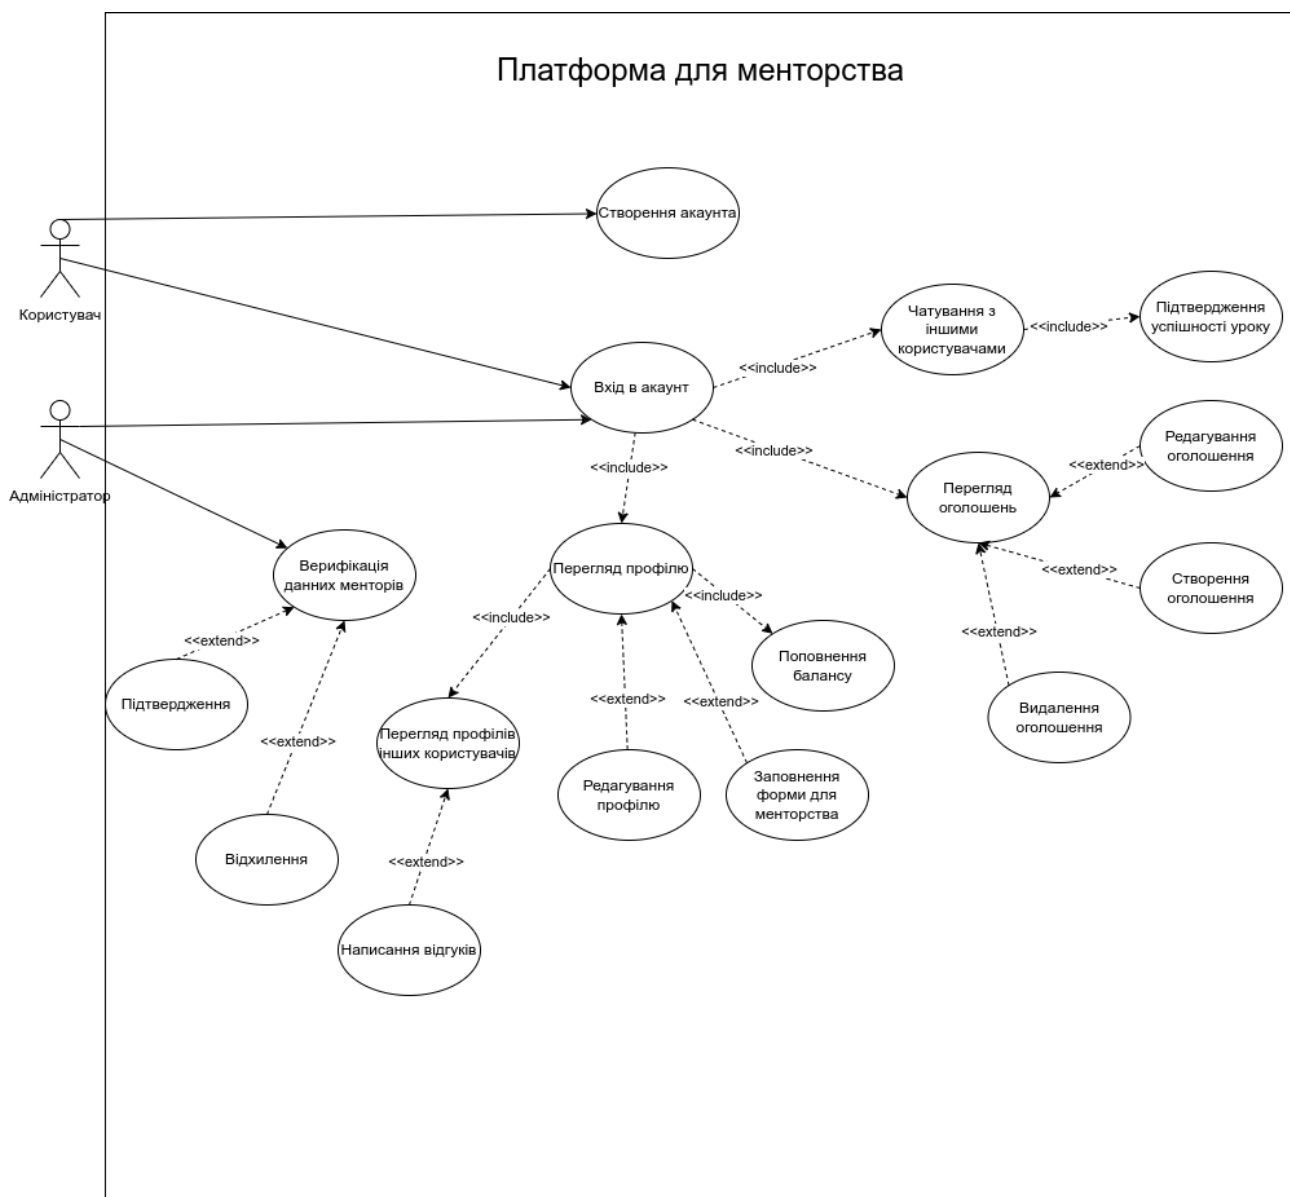 Платформа для менторства
Створення акаунта
Користувач
Чатування з
іншими
користувачами
<<include>>
Підтвердження
успішності уроку
<<include>>
Вхід в акаунт
<<include>>
<<include>>
Редагування
оголошення
<<extend>>
Адміністратор
Перегляд
оголошень
Верифікація
данних менторів
Перегляд профілю
<<extend>>
Створення
оголошення
<<include>>
<<include>>
<<extend>>
<<extend>>
Поповнення
балансу
Підтвердження
<<extend>>
<<extend>>
Видалення
оголошення
<<extend>>
Перегляд профілів
інших користувачів
Редагування
профілю
Заповнення
форми для
менторства
Відхилення
<<extend>>
Написання відгуків